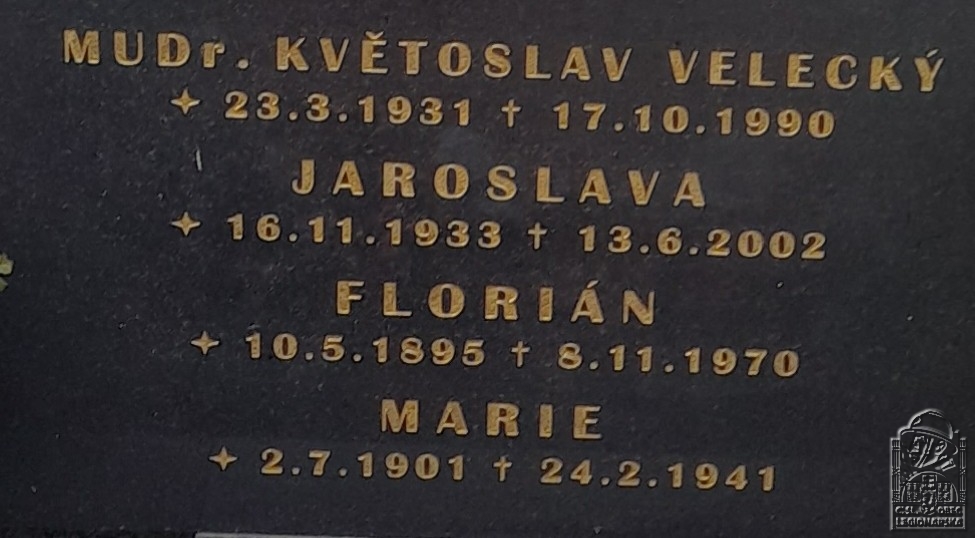 MUDr. KVĚTOSLAV VELECKÝ
✦ 23.3.1931 † 17.10.1990
JAROSLAVA
✦ 16.11.1933 † 13.6.2002
FLORIÁN
✦ 10.5.1895 † 8.11.1970
MARIE
✦ 2.7.1901 † 24.2.1941
LEGIONÁŘSKÁ